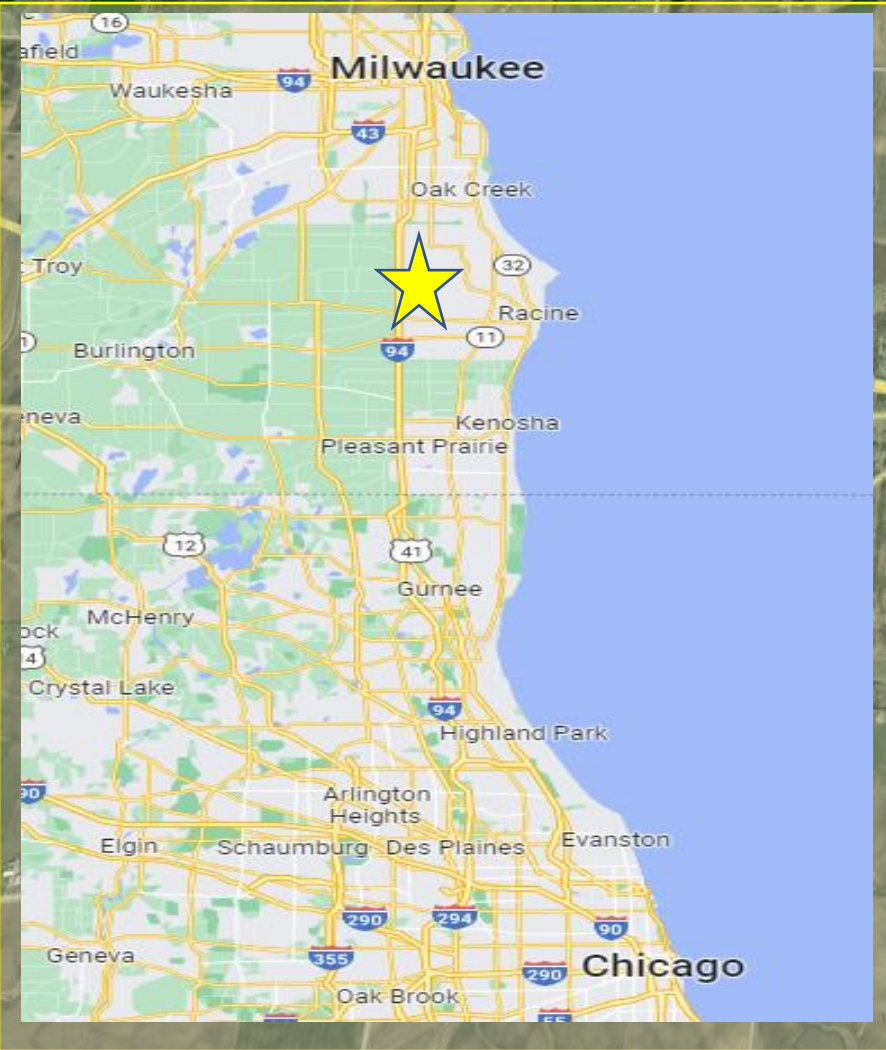 16
afield
Milwaukee
94
Waukesha
43
Oak Creek
Troy
32
Racine
11
Burlington
94
eneva
Kenosha
Pleasant Prairie
12
41
Gurnee
McHenry
ock
4
Crystal Lake
94
Highland Park
90
Arlington
Heights
Elgin
Schaumburg
Des Plaines
Evanston
290
294
90
Geneva
355
290
Chicago
Oak Brook
55